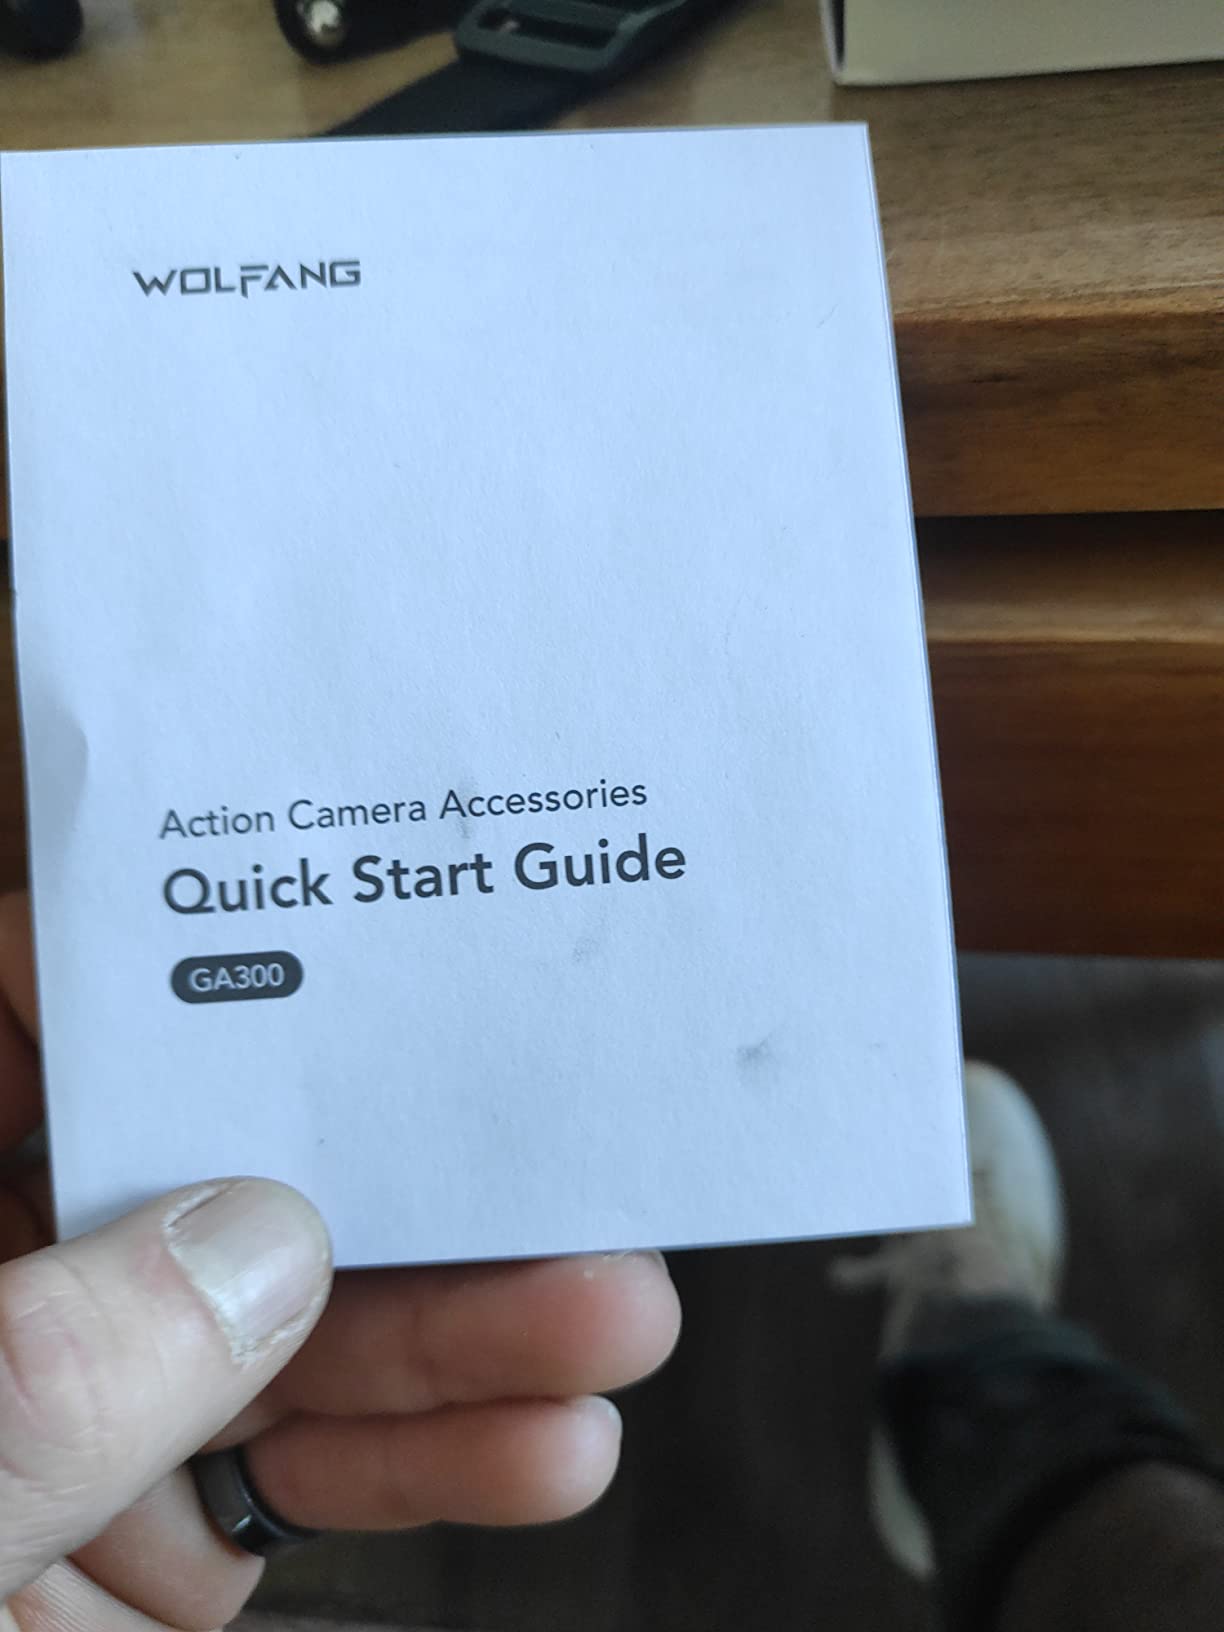 WOLFANG
Action Camera Accessories
Quick Start Guide
GA300